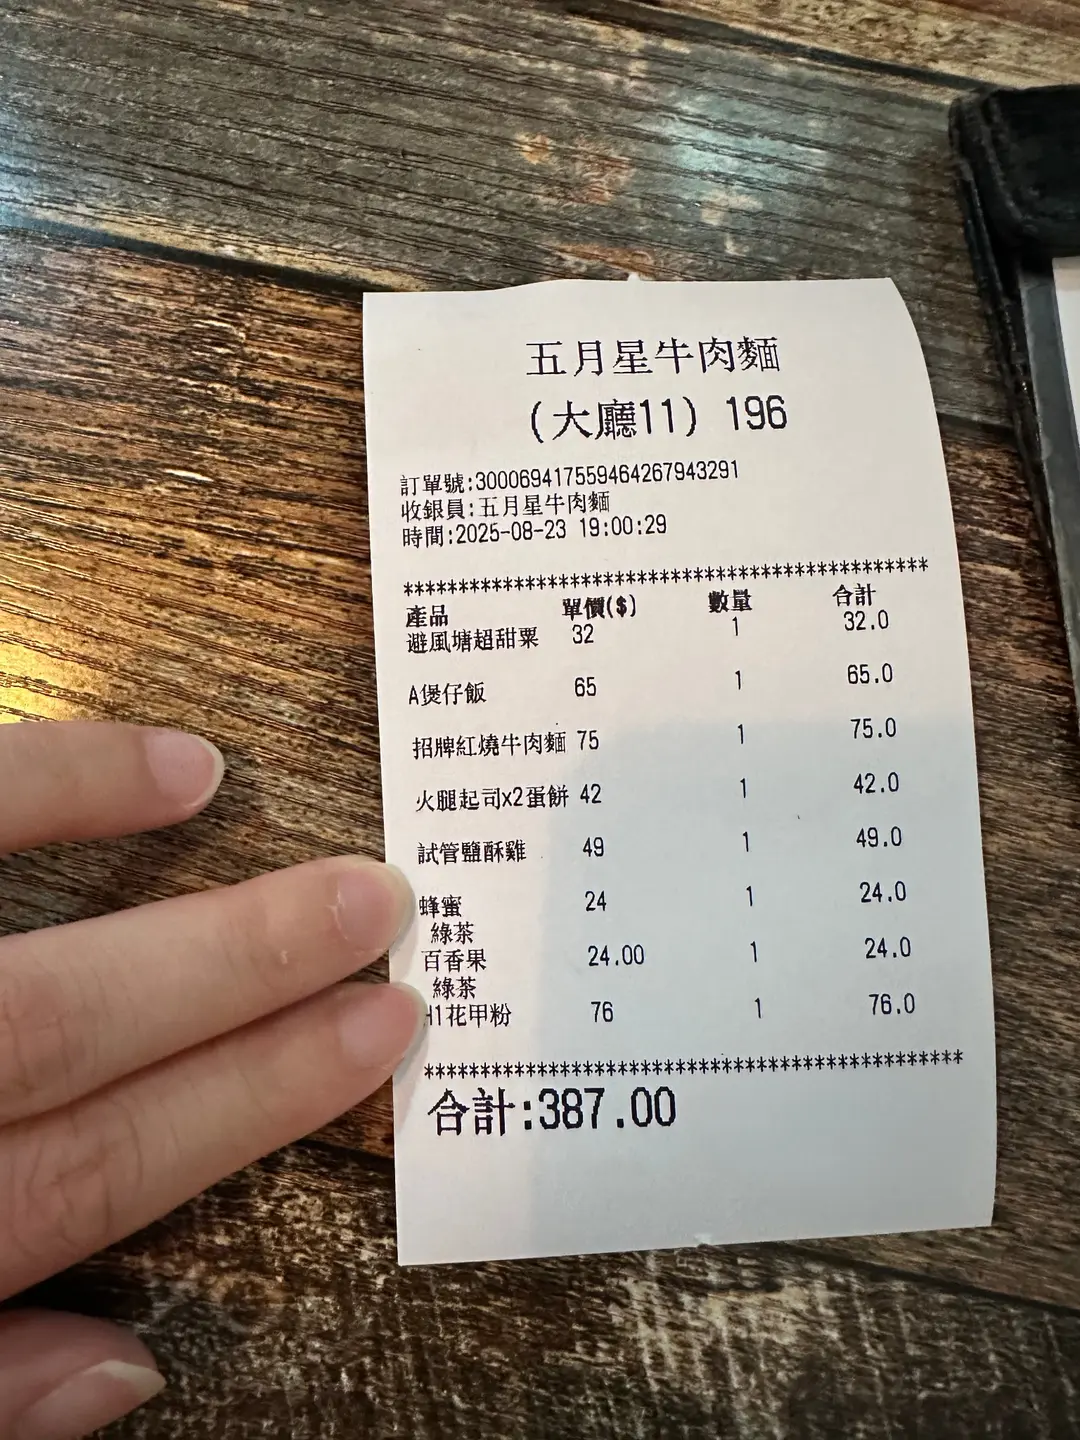 五月星牛肉麵
(大廳11) 196
訂單號:300069417559464267943291
收銀員:五月星牛肉麵
時間:2025-08-23 19:00:29
******************************************
產品 單價($) 數量 合計
避風塘超甜粟 32 1 32.0
A煲仔飯 65 1 65.0
招牌紅燒牛肉麵 75 1 75.0
火腿起司x2蛋餅 42 1 42.0
試管鹽酥雞 49 1 49.0
蜂蜜 24 1 24.0
綠茶
百香果 24.00 1 24.0
綠茶
H1花甲粉 76 1 76.0
******************************************
合計:387.00